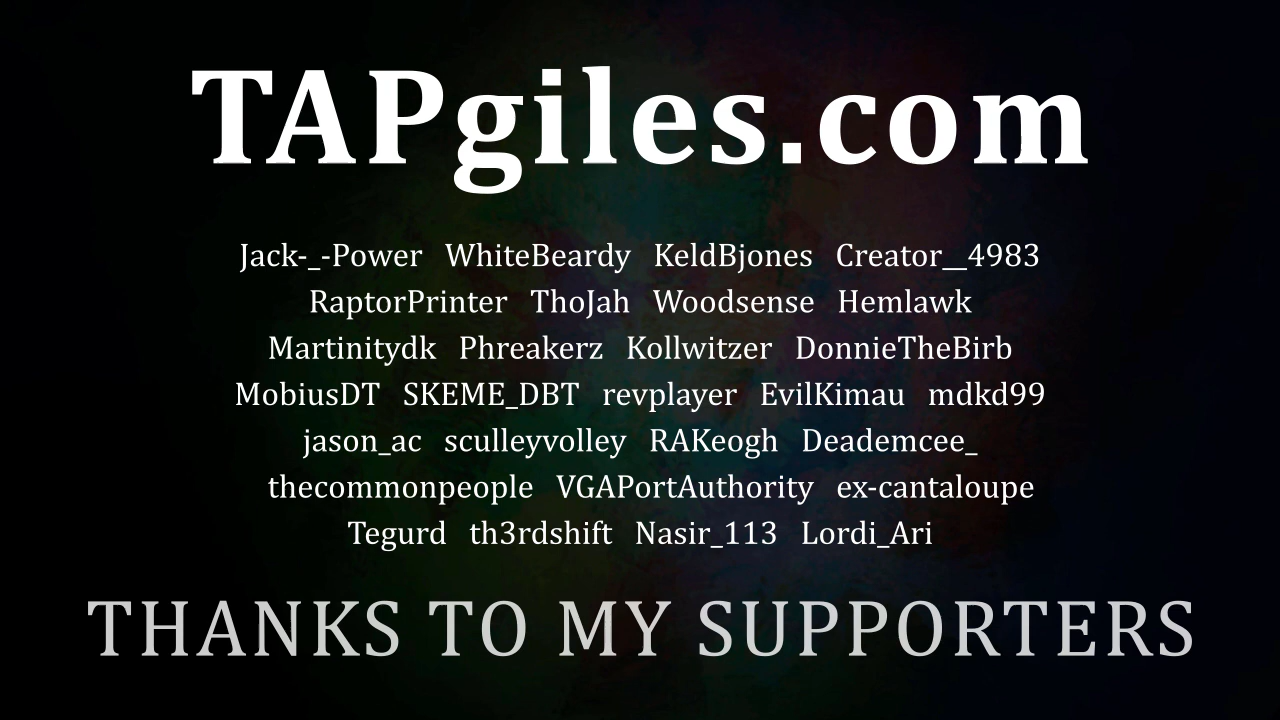 TAPgiles.com
Jack-_-Power WhiteBeardy KeldBjones Creator__4983
RaptorPrinter ThoJah Woodsense Hemlawk
Martinitydk Phreakerz Kollwitzer DonnieTheBirb
MobiusDT SKEME_DBT revplayer EvilKimau mdkd99
jason_ac sculleyvolley RAKeogh Deademcee_
thecommonpeople VGAPortAuthority ex-cantaloupe
Tegurd th3rdshift Nasir_113 Lordi_Ari
THANKS TO MY SUPPORTERS